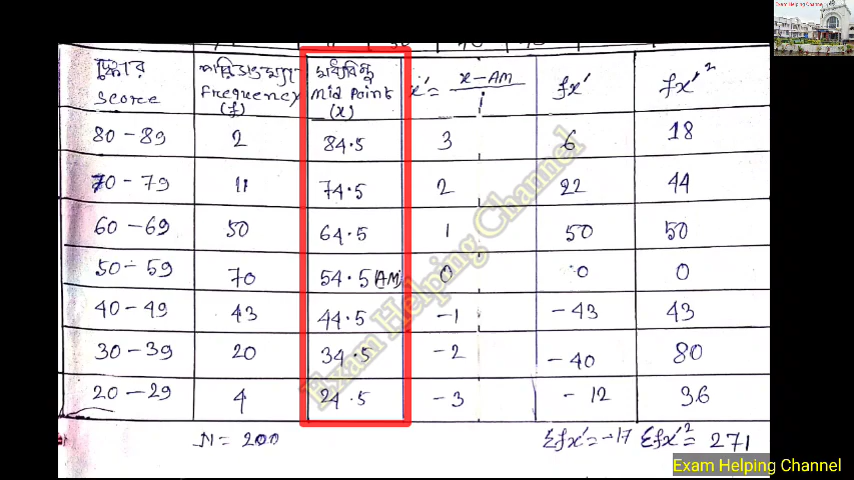 Exam Helping Channel
স্কোর পরিসংখ্যা মধ্যবিন্দু x' = x-AM / i fx' fx'²
Score Frequency Mid Point
(f) (x)
80-89 2 84.5 3 6 18
70-79 11 74.5 2 22 44
60-69 50 64.5 1 50 50
50-59 70 54.5(AM) 0 0 0
40-49 43 44.5 -1 -43 43
30-39 20 34.5 -2 -40 80
20-29 4 24.5 -3 -12 36
N = 200 Σfx' = -17 Σfx'² = 271
Exam Helping Channel
Exam Helping Channel